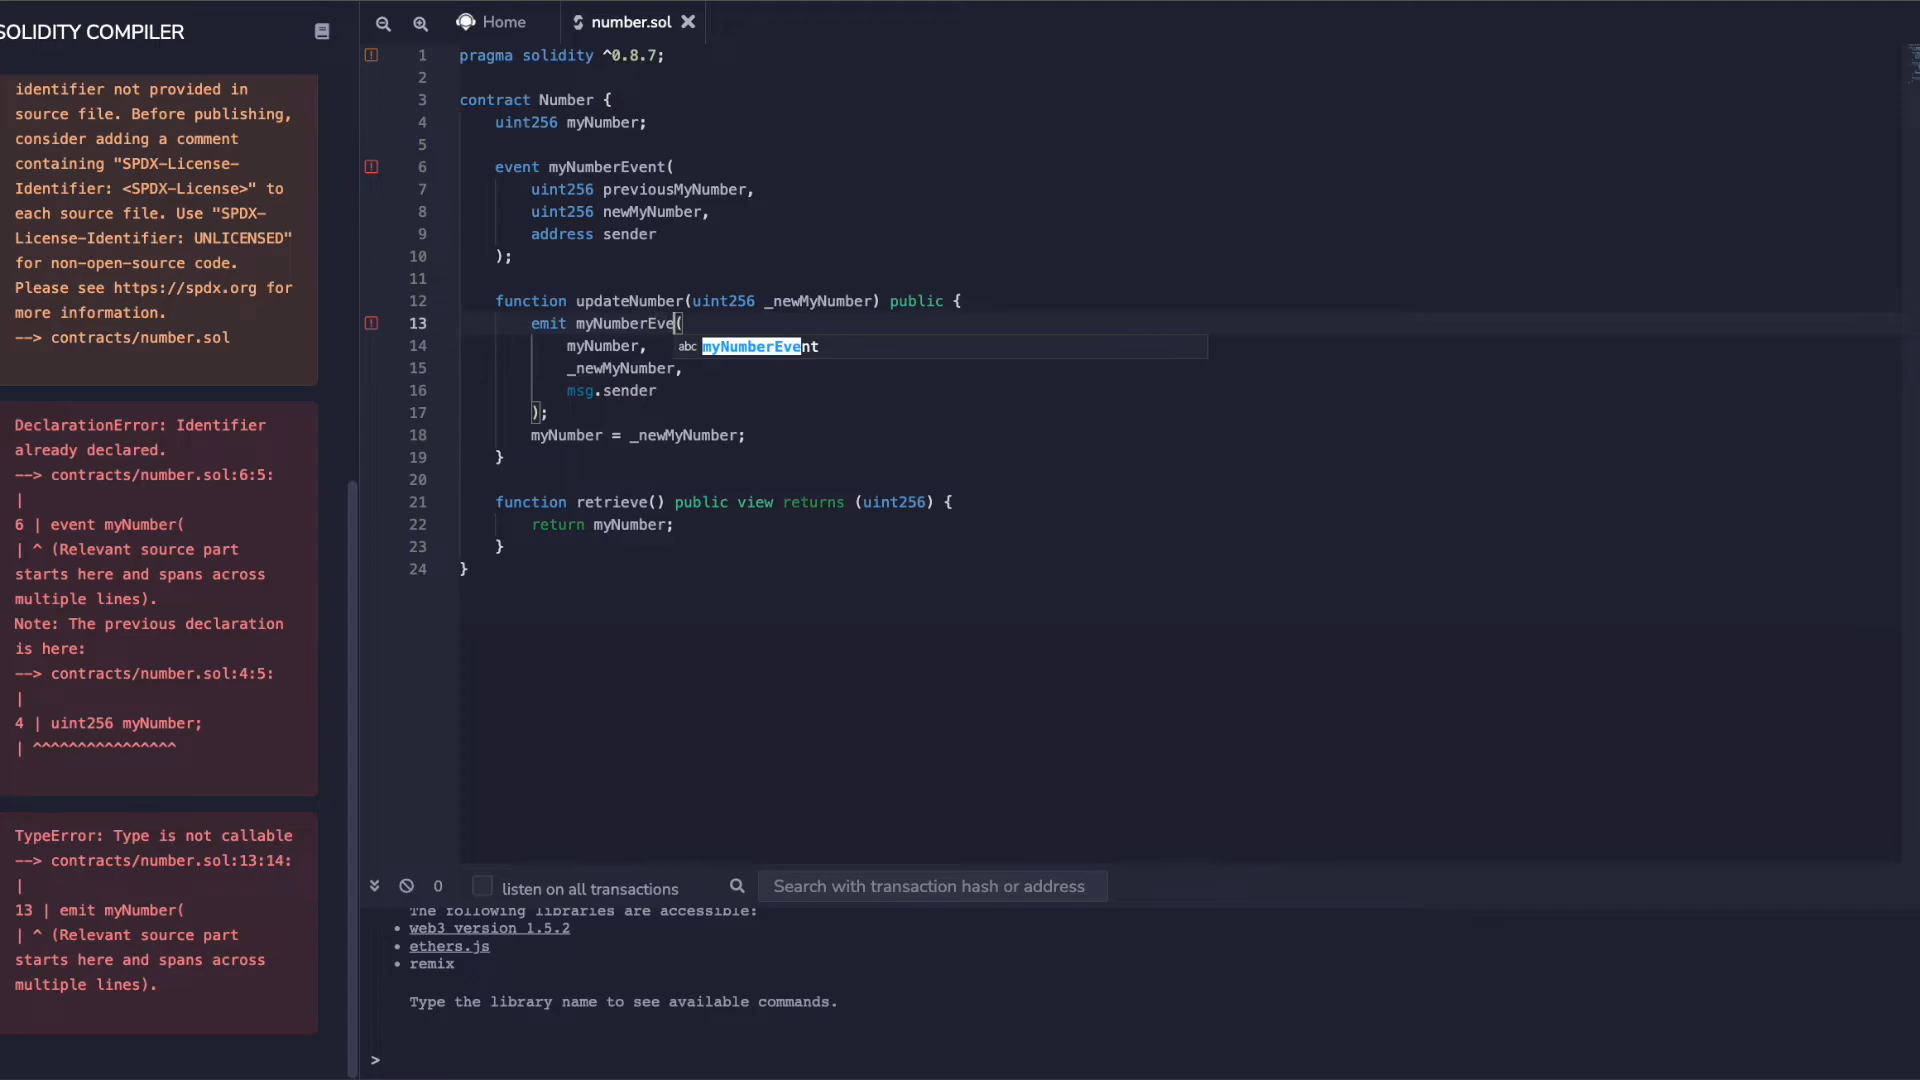 SOLIDITY COMPILER
identifier not provided in
source file. Before publishing,
consider adding a comment
containing "SPDX-License-
Identifier: <SPDX-License>" to
each source file. Use "SPDX-
License-Identifier: UNLICENSED"
for non-open-source code.
Please see https://spdx.org for
more information.
--> contracts/number.sol
DeclarationError: Identifier
already declared.
--> contracts/number.sol:6:5:
|
6 | event myNumber(
| ^ (Relevant source part
starts here and spans across
multiple lines).
Note: The previous declaration
is here:
--> contracts/number.sol:4:5:
|
4 | uint256 myNumber;
| ^^^^^^^^^^^^^^^^
TypeError: Type is not callable
--> contracts/number.sol:13:14:
|
13 | emit myNumber(
| ^ (Relevant source part
starts here and spans across
multiple lines).
Home
number.sol
1 pragma solidity ^0.8.7;
2
3 contract Number {
4     uint256 myNumber;
5
6     event myNumberEvent(
7         uint256 previousMyNumber,
8         uint256 newMyNumber,
9         address sender
10     );
11
12     function updateNumber(uint256 _newMyNumber) public {
13         emit myNumberEve(
14             myNumber,
abc myNumberEvent
15             _newMyNumber,
16             msg.sender
17         );
18         myNumber = _newMyNumber;
19     }
20
21     function retrieve() public view returns (uint256) {
22         return myNumber;
23     }
24 }
0 listen on all transactions Search with transaction hash or address
The following libraries are accessible:
• web3 version 1.5.2
• ethers.js
• remix
Type the library name to see available commands.
>